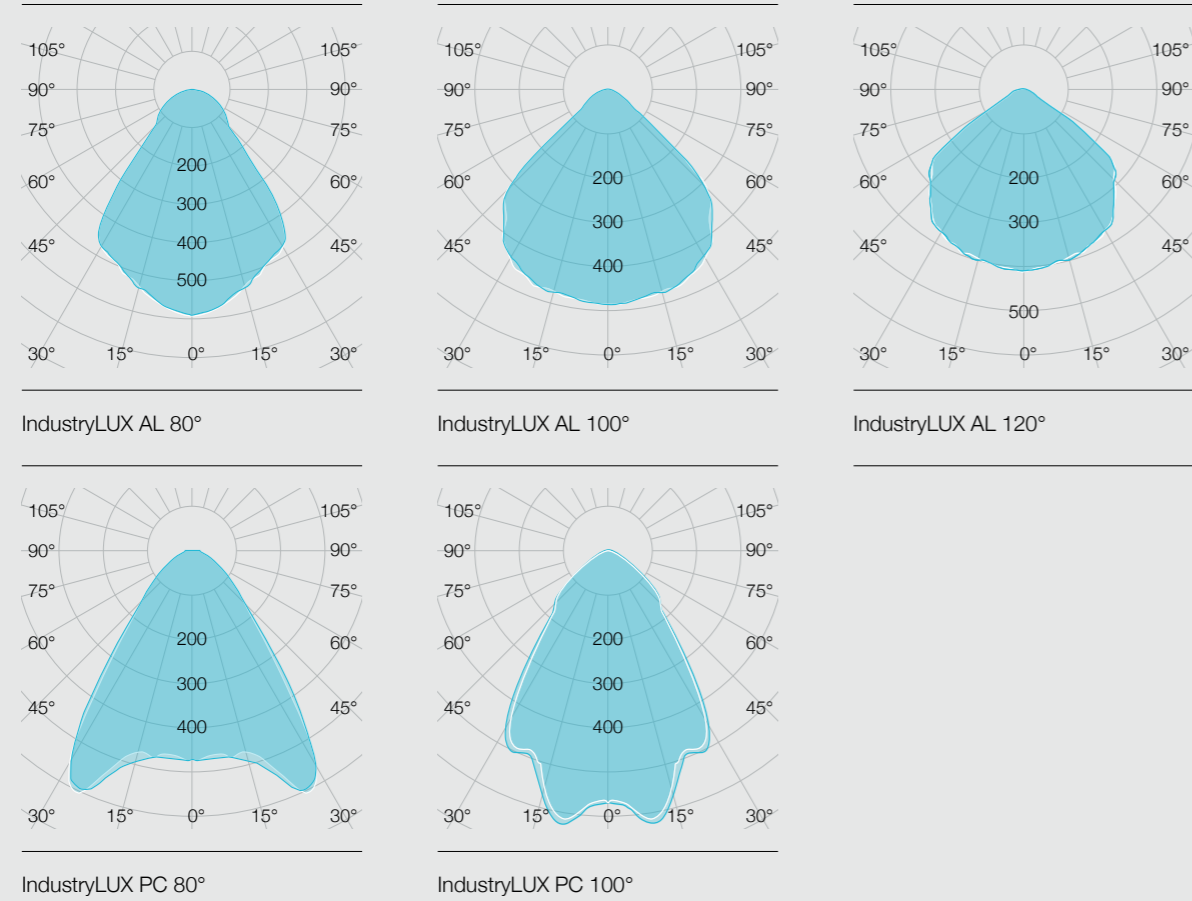 105° 105° 105° 105° 105° 105°
90° 90° 90° 90° 90° 90°
75° 75° 75° 75° 75° 75°
200 200 200
60° 60° 60° 60° 60° 60°
300 300 300
45° 400 45° 45° 400 45° 45° 45°
500 500
30° 15° 0° 15° 30° 30° 15° 0° 15° 30° 30° 15° 0° 15° 30°
IndustryLUX AL 80° IndustryLUX AL 100° IndustryLUX AL 120°
105° 105° 105° 105°
90° 90° 90° 90°
75° 75° 75° 75°
200 200
60° 60° 60° 60°
300 300
45° 45° 45° 45°
400 400
30° 15° 0° 15° 30° 30° 15° 0° 15° 30°
IndustryLUX PC 80° IndustryLUX PC 100°